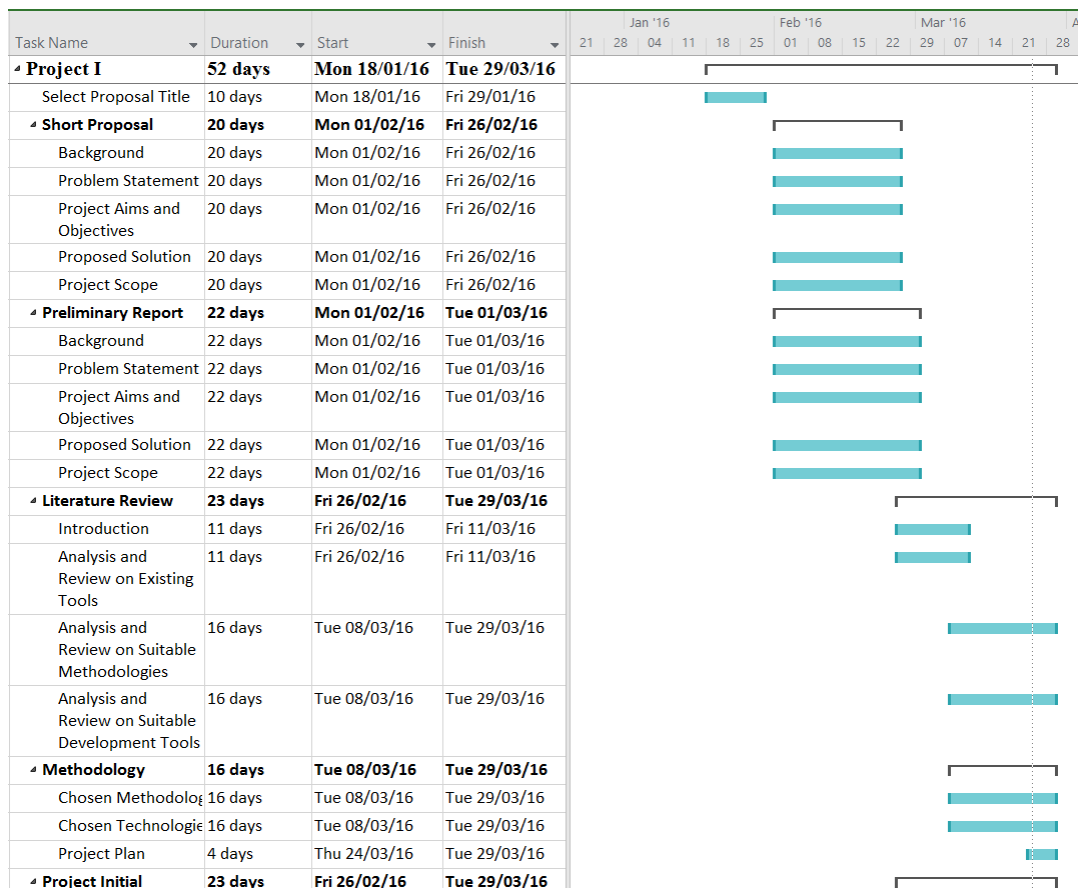 Jan '16 Feb '16 Mar '16 A
Task Name Duration Start Finish 21 28 04 11 18 25 01 08 15 22 29 07 14 21 28
Project I 52 days Mon 18/01/16 Tue 29/03/16
Select Proposal Title 10 days Mon 18/01/16 Fri 29/01/16
Short Proposal 20 days Mon 01/02/16 Fri 26/02/16
Background 20 days Mon 01/02/16 Fri 26/02/16
Problem Statement 20 days Mon 01/02/16 Fri 26/02/16
Project Aims and 20 days Mon 01/02/16 Fri 26/02/16
Objectives
Proposed Solution 20 days Mon 01/02/16 Fri 26/02/16
Project Scope 20 days Mon 01/02/16 Fri 26/02/16
Preliminary Report 22 days Mon 01/02/16 Tue 01/03/16
Background 22 days Mon 01/02/16 Tue 01/03/16
Problem Statement 22 days Mon 01/02/16 Tue 01/03/16
Project Aims and 22 days Mon 01/02/16 Tue 01/03/16
Objectives
Proposed Solution 22 days Mon 01/02/16 Tue 01/03/16
Project Scope 22 days Mon 01/02/16 Tue 01/03/16
Literature Review 23 days Fri 26/02/16 Tue 29/03/16
Introduction 11 days Fri 26/02/16 Fri 11/03/16
Analysis and 11 days Fri 26/02/16 Fri 11/03/16
Review on Existing
Tools
Analysis and 16 days Tue 08/03/16 Tue 29/03/16
Review on Suitable
Methodologies
Analysis and 16 days Tue 08/03/16 Tue 29/03/16
Review on Suitable
Development Tools
Methodology 16 days Tue 08/03/16 Tue 29/03/16
Chosen Methodolog 16 days Tue 08/03/16 Tue 29/03/16
Chosen Technologie 16 days Tue 08/03/16 Tue 29/03/16
Project Plan 4 days Thu 24/03/16 Tue 29/03/16
Project Initial 23 days Fri 26/02/16 Tue 29/03/16